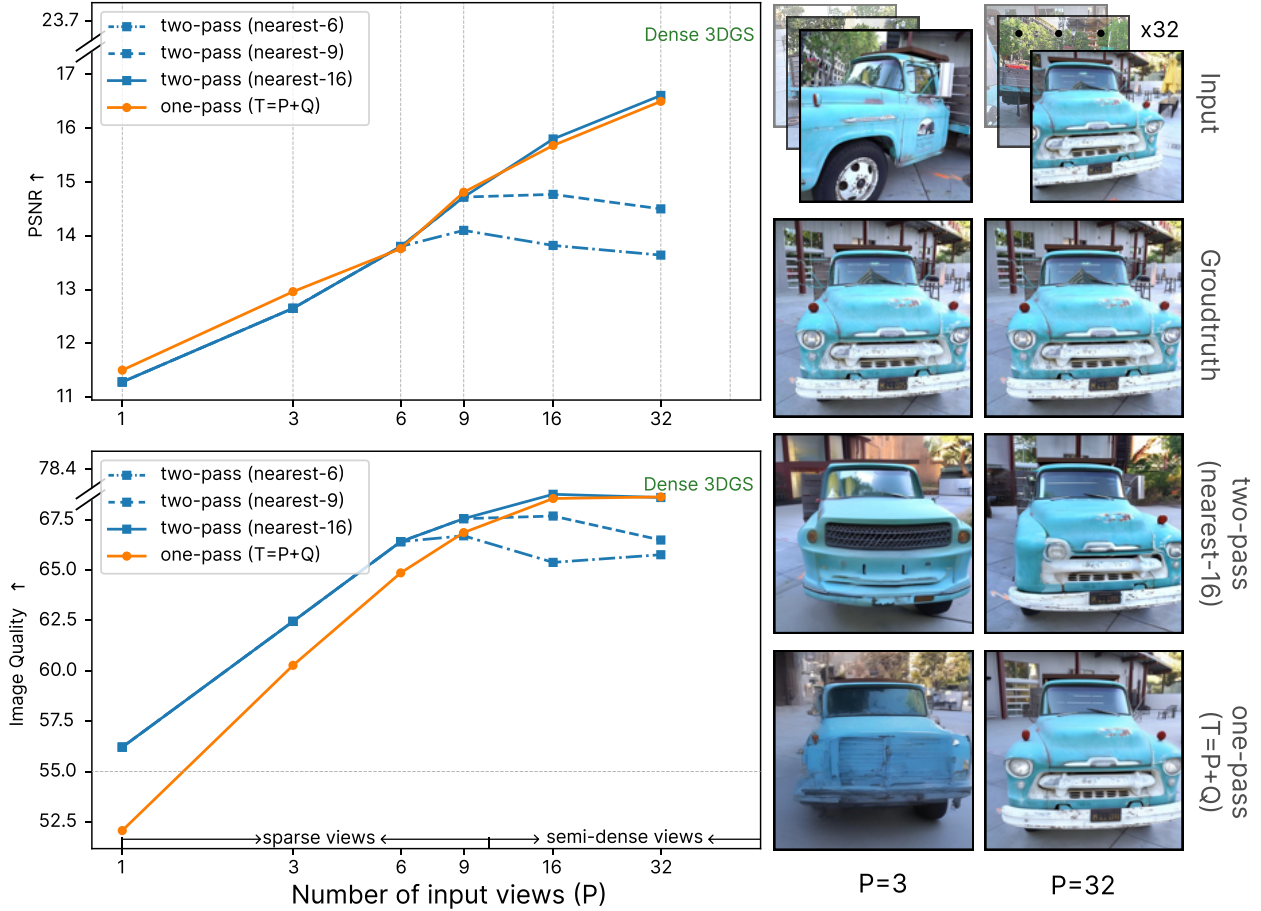 23.7
17
16
15
14
13
12
11
PSNR ↑
two-pass (nearest-6)
two-pass (nearest-9)
two-pass (nearest-16)
one-pass (T=P+Q)
Dense 3DGS
1
3
6
9
16
32
78.4
67.5
65.0
62.5
60.0
57.5
55.0
52.5
Image Quality ↑
two-pass (nearest-6)
two-pass (nearest-9)
two-pass (nearest-16)
one-pass (T=P+Q)
Dense 3DGS
sparse views
semi-dense views
1
3
6
9
16
32
Number of input views (P)
x32
Input
Groudtruth
two-pass
(nearest-16)
one-pass
(T=P+Q)
P=3
P=32